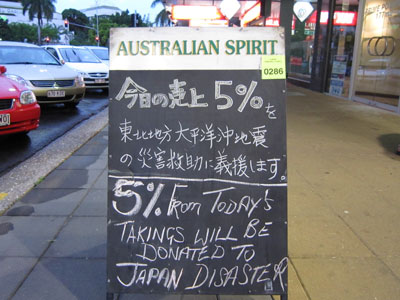 AUSTRALIAN SPIRIT
0286
今日の売上5%を
東北地方太平洋沖地震
の災害救助に義援します。
5% FROM TODAY'S
TAKINGS WILL BE
DONATED TO
JAPAN DISASTER